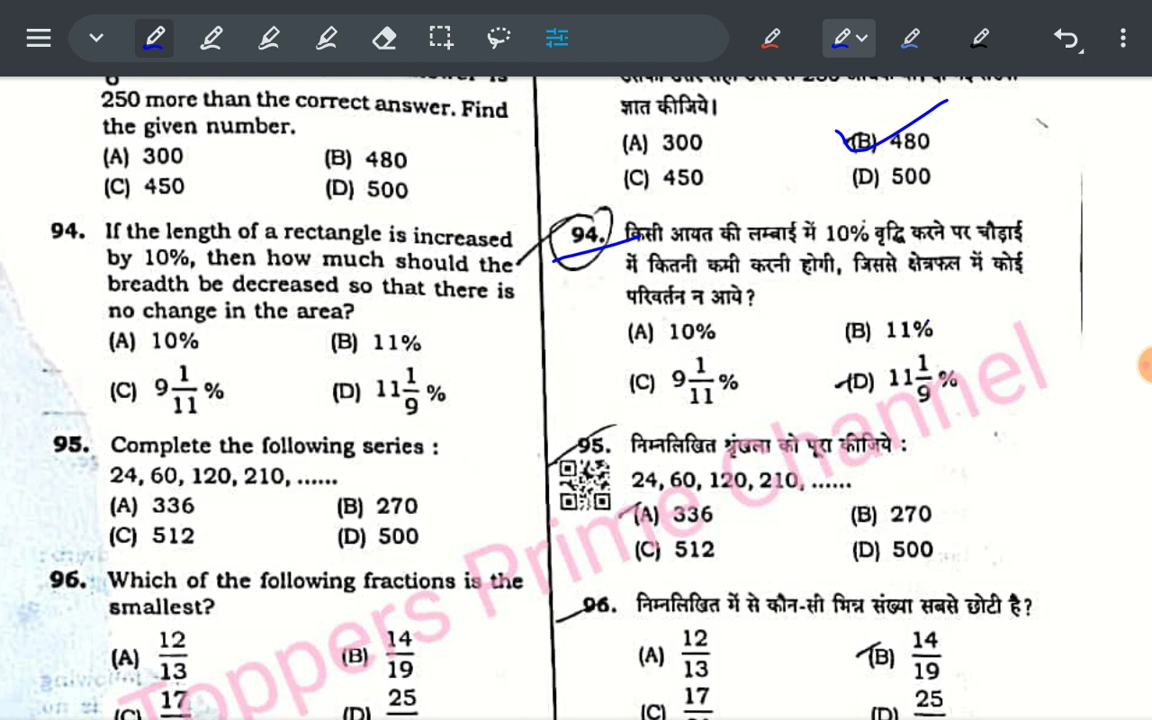 250 more than the correct answer. Find
the given number.
(A) 300 (B) 480
(C) 450 (D) 500
94. If the length of a rectangle is increased
by 10%, then how much should the
breadth be decreased so that there is
no change in the area?
(A) 10% (B) 11%
(C) 9 1/11 % (D) 11 1/9 %
95. Complete the following series :
24, 60, 120, 210, ......
(A) 336 (B) 270
(C) 512 (D) 500
96. Which of the following fractions is the
smallest?
(A) 12/13 (B) 14/19
(C) 17 (D) 25
ज्ञात कीजिये।
(A) 300 (B) 480
(C) 450 (D) 500
94. किसी आयत की लम्बाई में 10% वृद्धि करने पर चौड़ाई
में कितनी कमी करनी होगी, जिससे क्षेत्रफल में कोई
परिवर्तन न आये?
(A) 10% (B) 11%
(C) 9 1/11 % (D) 11 1/9 %
95. निम्नलिखित श्रृंखला को पूरा कीजिये :
24, 60, 120, 210, ......
(A) 336 (B) 270
(C) 512 (D) 500
96. निम्नलिखित में से कौन-सी भिन्न संख्या सबसे छोटी है?
(A) 12/13 (B) 14/19
(C) 17 (D) 25
Toppers Prime Channel